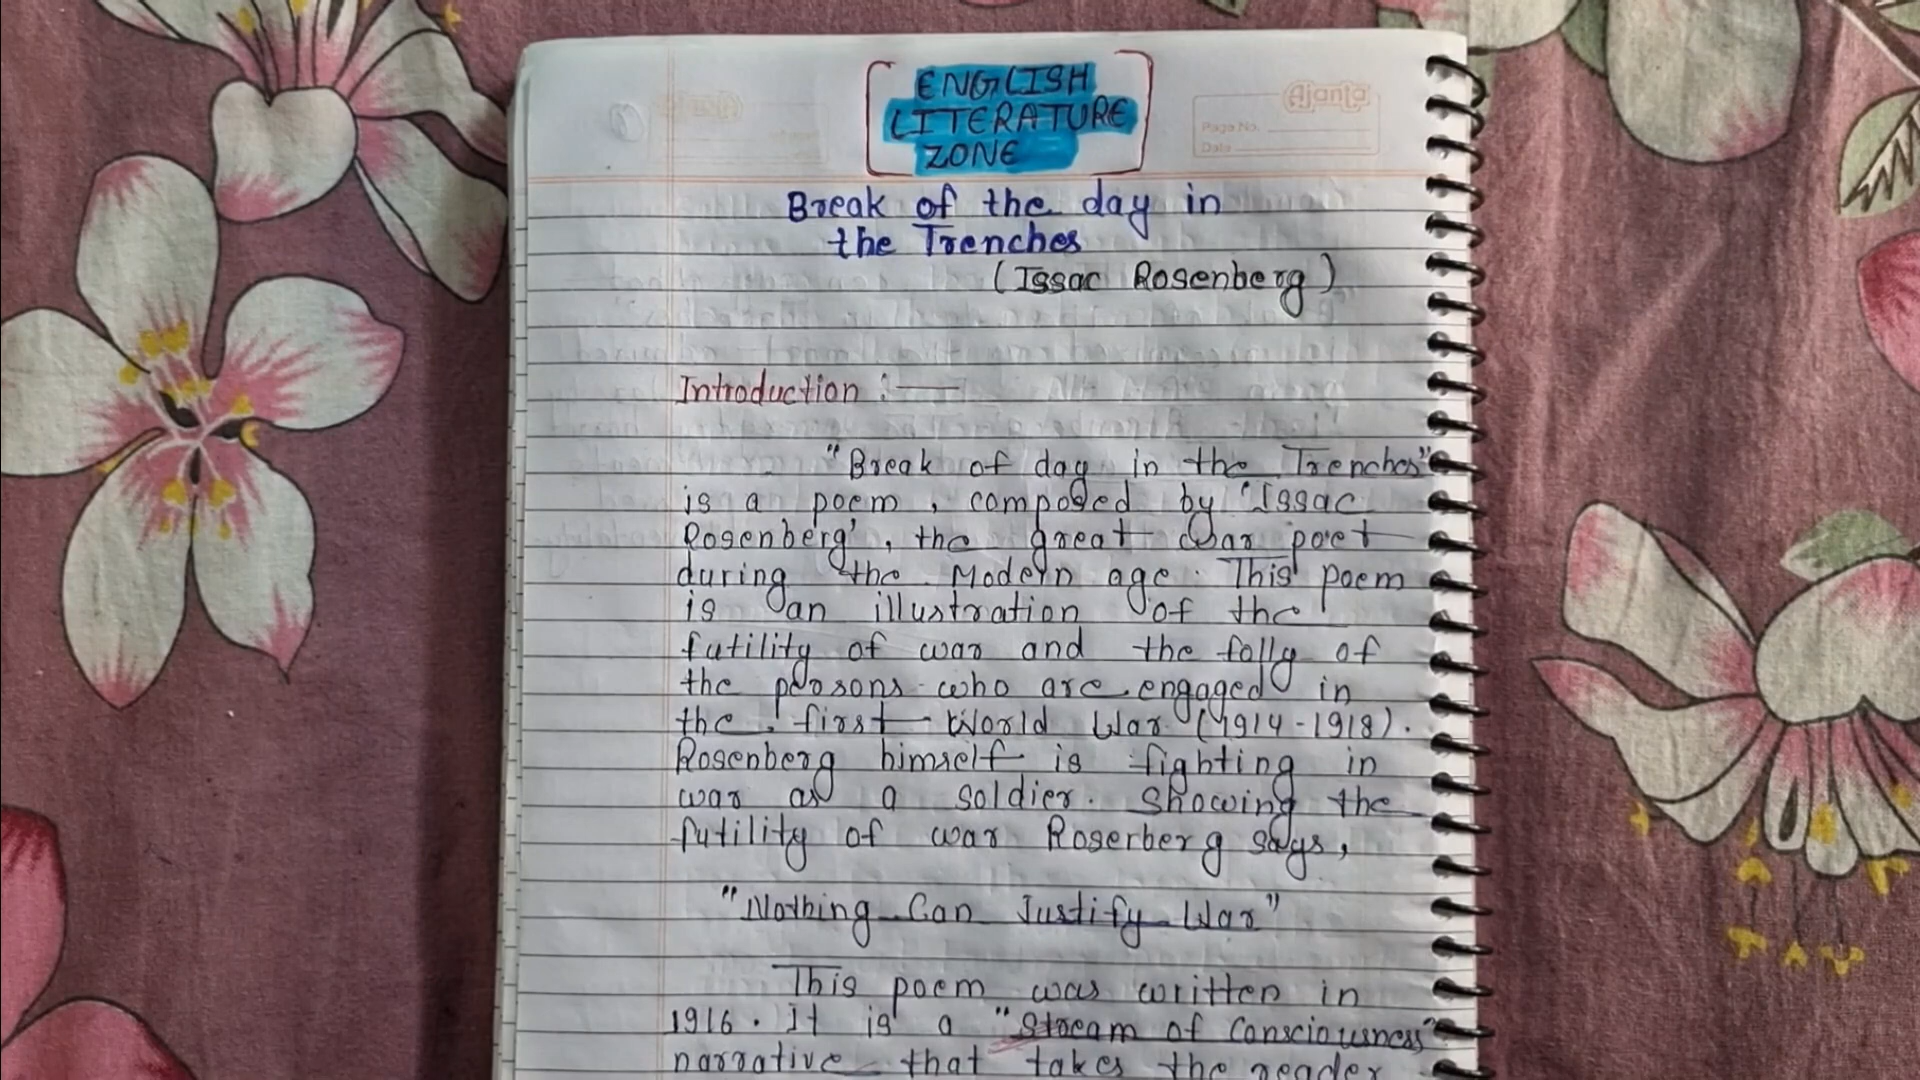 ENGLISH
LITERATURE
ZONE
Ajanta
Page No.
Date
Break of the day in
the Trenches
(Issac Rosenberg)
Introduction :—
"Break of day in the Trenches"
is a poem, composed by 'Issac
Rosenberg', the great War poet
during the Modern age. This poem
is an illustration of the
futility of war and the folly of
the persons who are engaged in
the first World War (1914-1918).
Rosenberg himself is fighting in
war as a soldier. Showing the
futility of war Roserberg says,
"Nothing Can Justify War"
This poem was written in
1916. It is a "Stream of Consciousness"
narrative that takes the reader